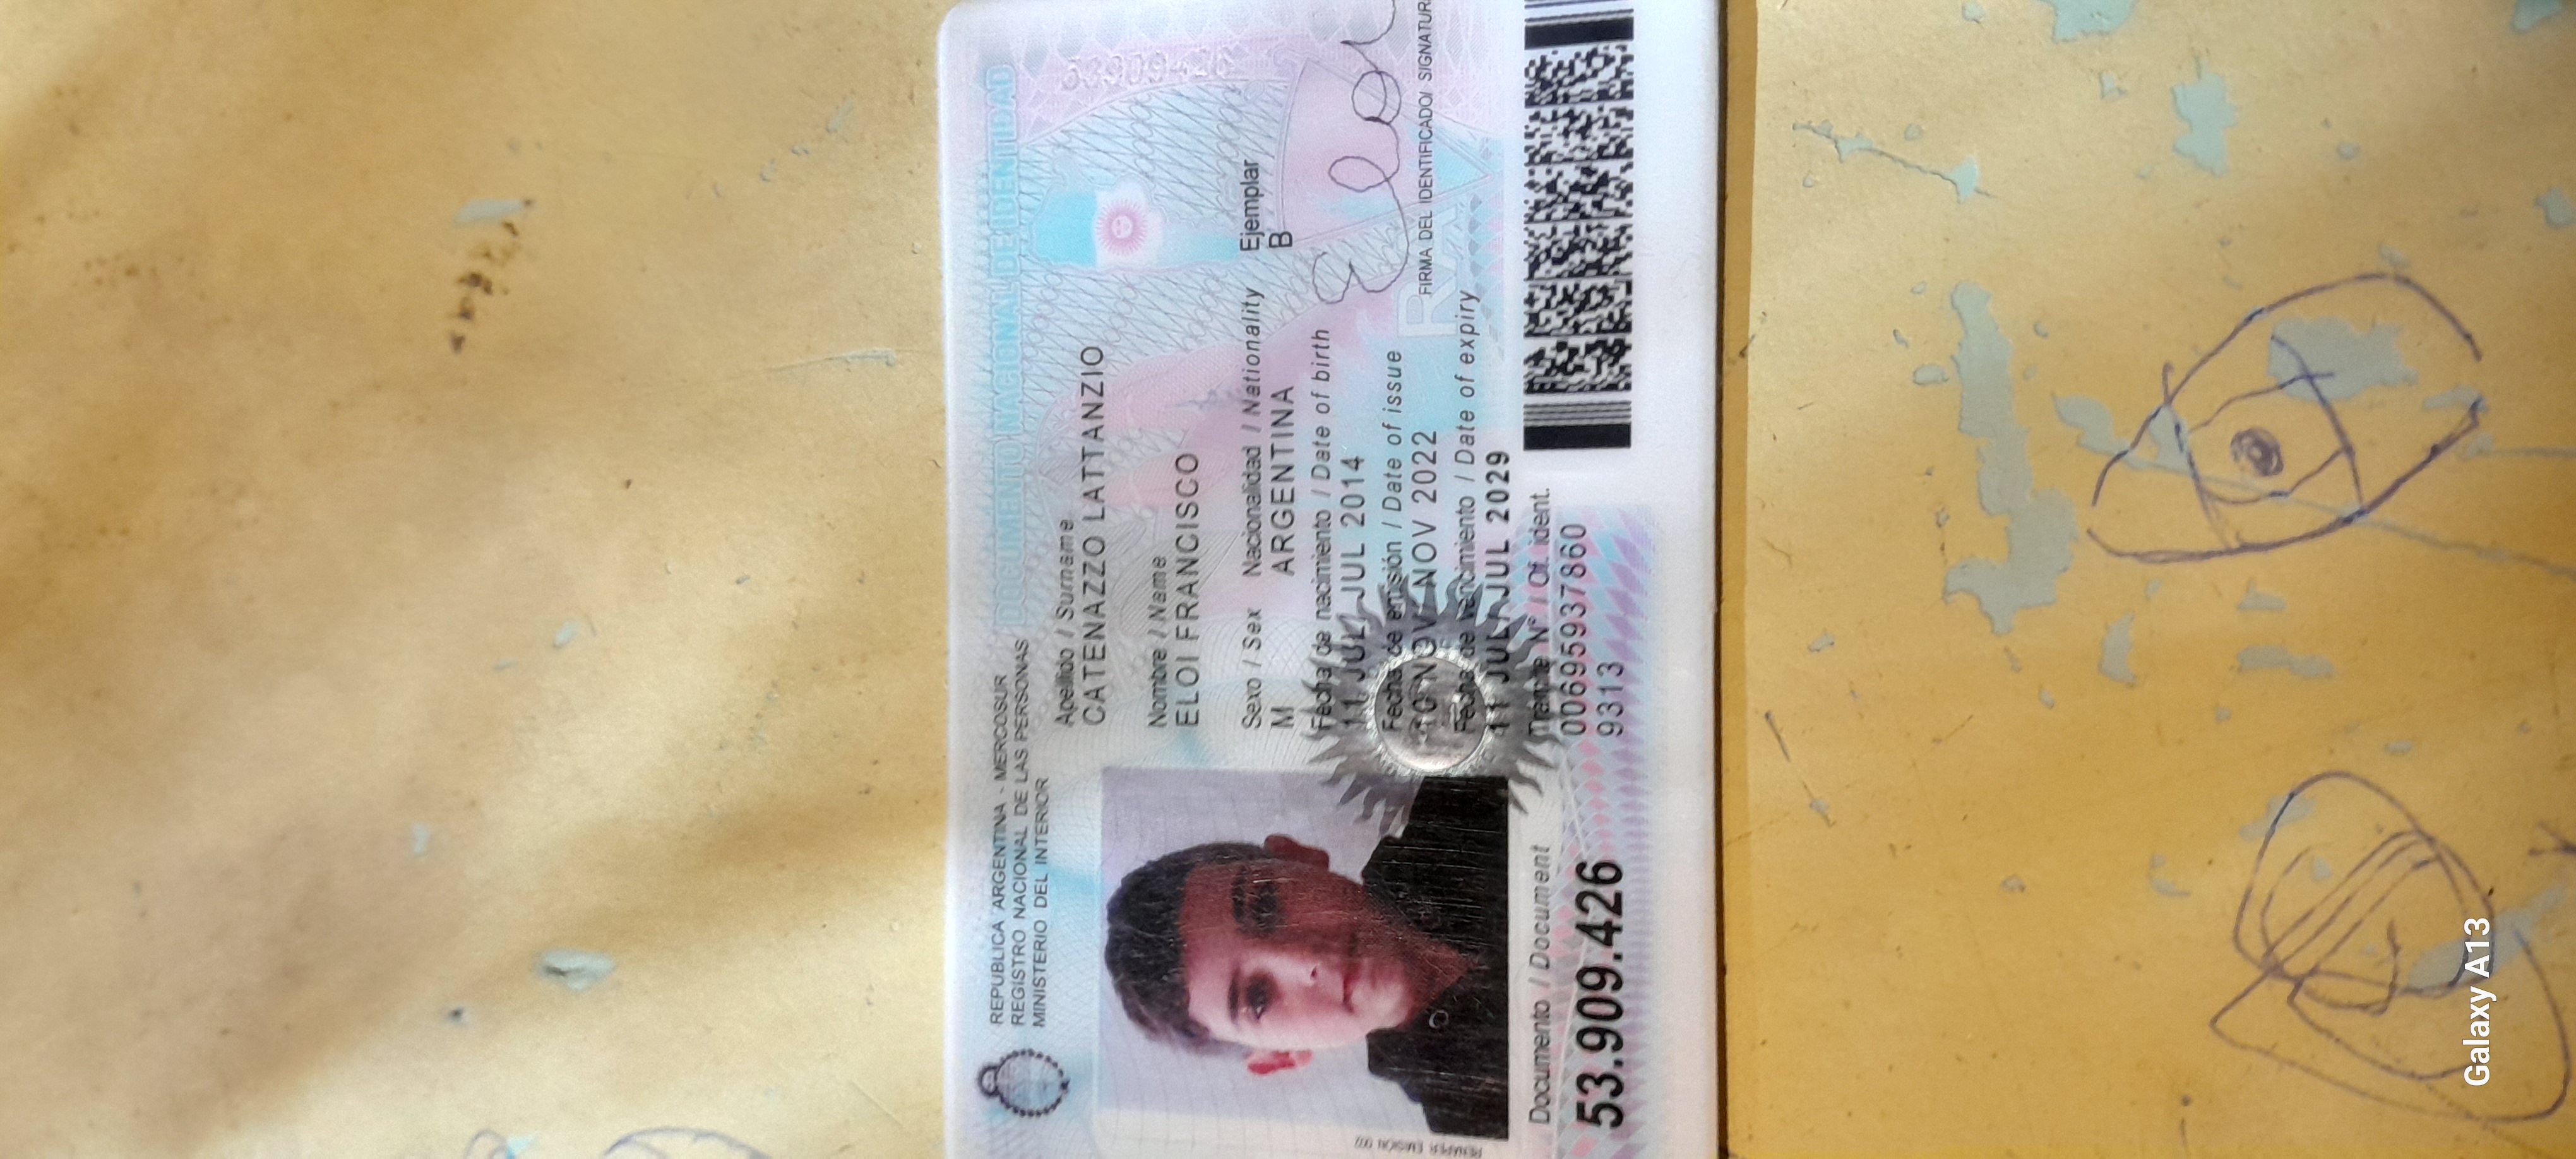 REPUBLICA ARGENTINA - MERCOSUR
REGISTRO NACIONAL DE LAS PERSONAS
MINISTERIO DEL INTERIOR
DOCUMENTO NACIONAL DE IDENTIDAD
Apellido / Surname
CATENAZZO LATTANZIO
Nombre / Name
ELOI FRANCISCO
Sexo / Sex Nacionalidad / Nationality Ejemplar
M ARGENTINA B
Fecha de nacimiento / Date of birth
11 JUL/ JUL 2014
Fecha de emisión / Date of issue
NOV/ NOV 2022
Fecha de vencimiento / Date of expiry
11 JUL/ JUL 2029
Eloi
FIRMA DEL IDENTIFICADO/
Documento / Document
53.909.426
Trámite N° / Of. ident.
00695937860
9313
RA
Galaxy A13